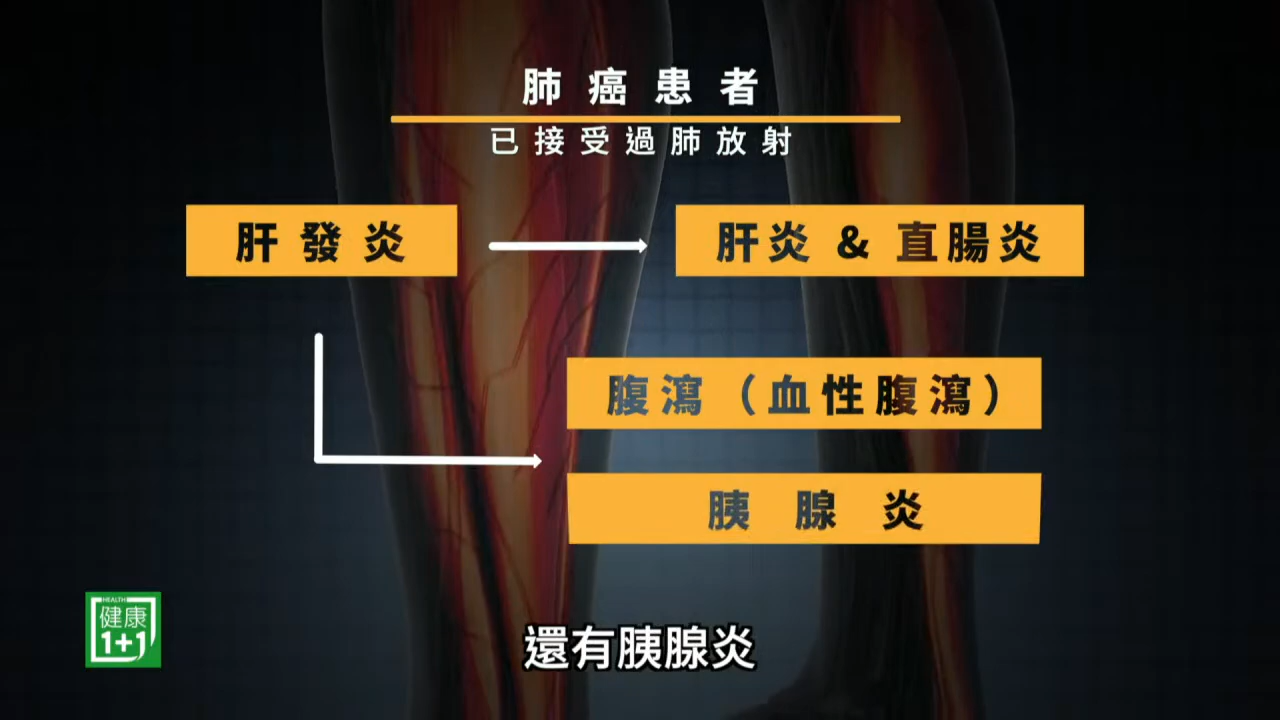 肺癌患者
已接受過肺放射
肝發炎
肝炎 & 直腸炎
腹瀉（血性腹瀉）
胰腺炎
HEALTH
健康
1+1
還有胰腺炎